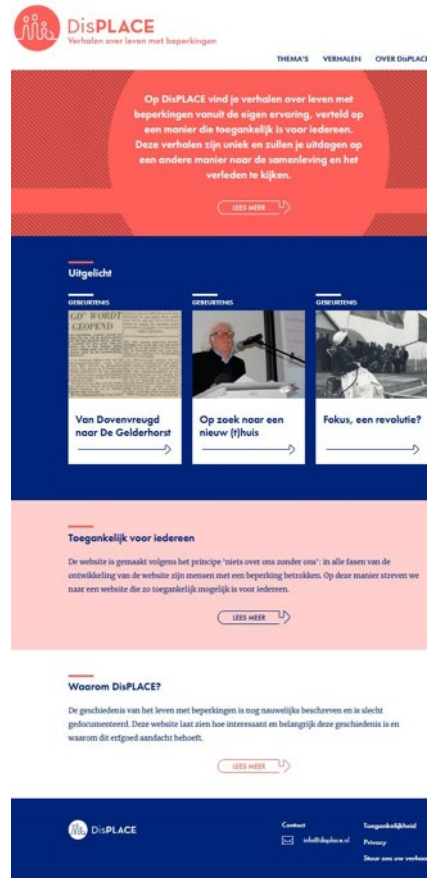 DisPLACE
Verhalen over leven met beperkingen
THEMA'S VERHALEN OVER DisPLACE
Op DisPLACE vind je verhalen over leven met
beperkingen vanuit de eigen ervaring, verteld op
een manier die toegankelijk is voor iedereen.
Deze verhalen zijn uniek en zullen je uitdagen op
een andere manier naar de samenleving en het
verleden te kijken.
LEES MEER
Uitgelicht
GEBEURTENIS
GD" WORDT
GEOPEND
Van Dovenvreugd
naar De Gelderhorst
GEBEURTENIS
Op zoek naar een
nieuw (t)huis
GEBEURTENIS
Fokus, een revolutie?
Toegankelijk voor iedereen
De website is gemaakt volgens het principe 'niets over ons zonder ons': in alle fasen van de
ontwikkeling van de website zijn mensen met een beperking betrokken. Op deze manier streven we
naar een website die zo toegankelijk mogelijk is voor iedereen.
LEES MEER
Waarom DisPLACE?
De geschiedenis van het leven met beperkingen is nog nauwelijks beschreven en is slecht
gedocumenteerd. Deze website laat zien hoe interessant en belangrijk deze geschiedenis is en
waarom dit erfgoed aandacht behoeft.
LEES MEER
DisPLACE
Contact
info@displace.nl
Toegankelijkheid
Privacy
Stuur ons uw verhaal